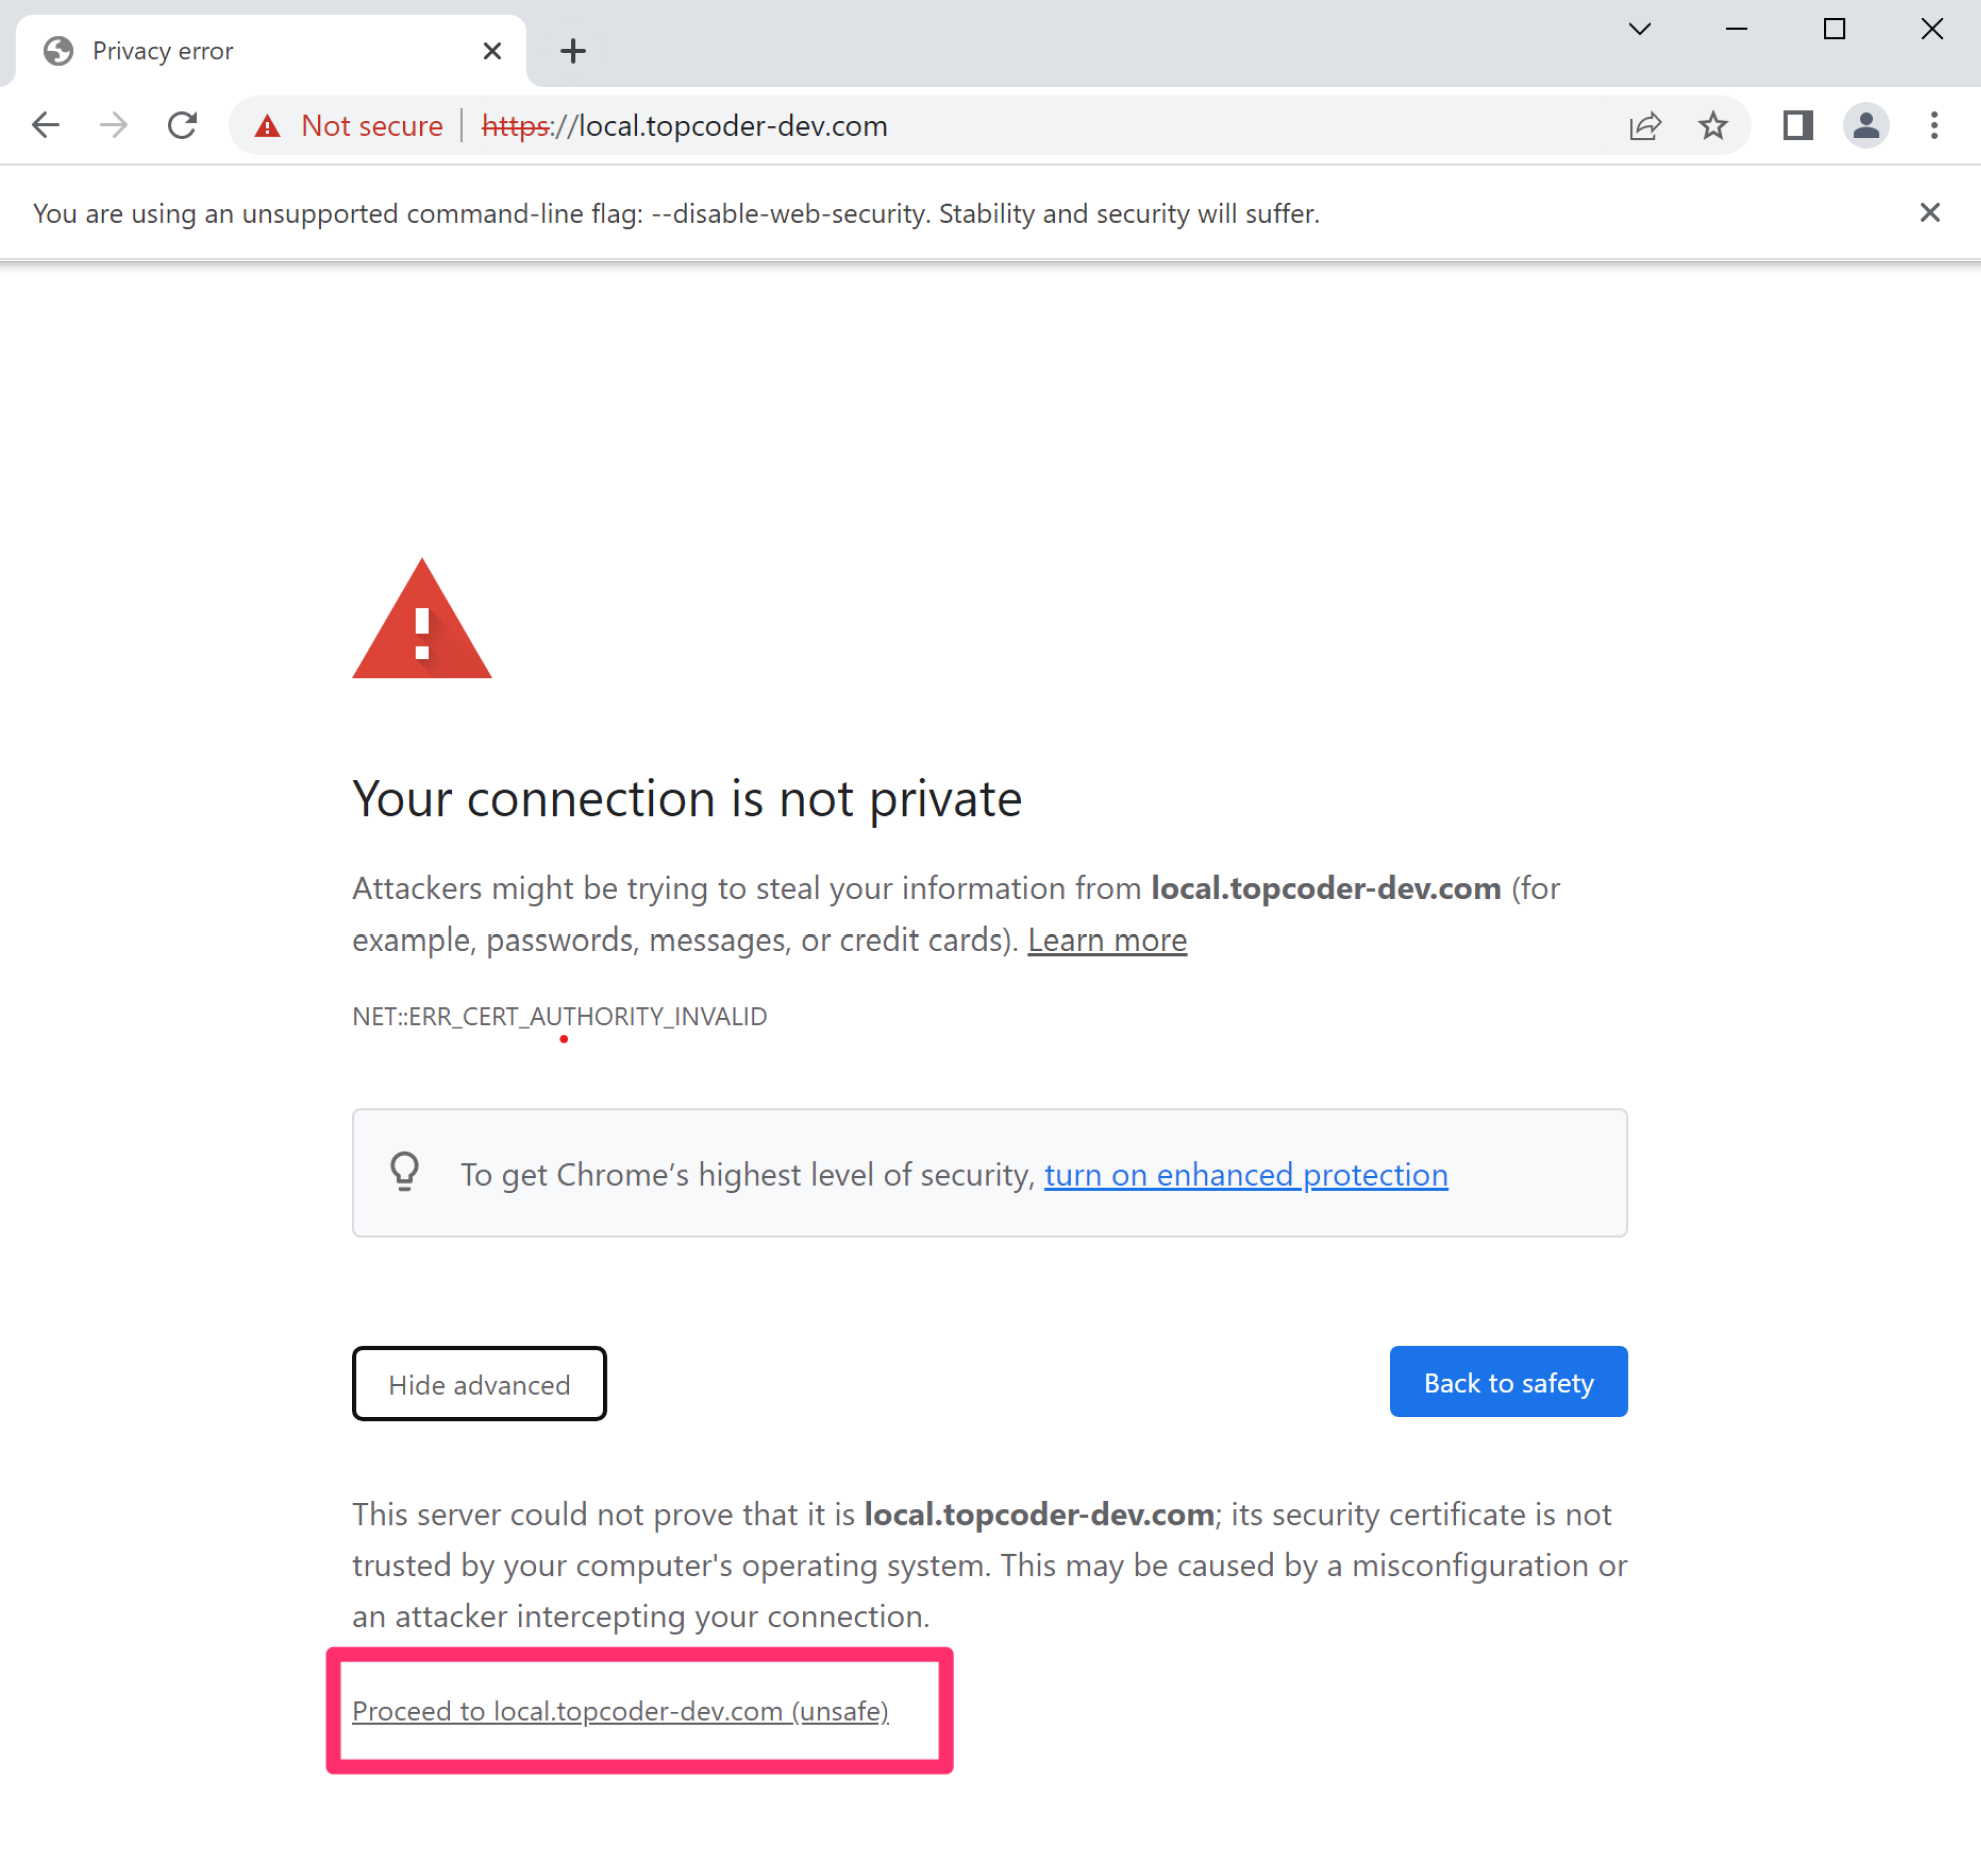 Privacy error
Not secure
https://local.topcoder-dev.com
You are using an unsupported command-line flag: --disable-web-security. Stability and security will suffer.
Your connection is not private
Attackers might be trying to steal your information from local.topcoder-dev.com (for
example, passwords, messages, or credit cards). Learn more
NET::ERR_CERT_AUTHORITY_INVALID
To get Chrome’s highest level of security, turn on enhanced protection
Hide advanced
Back to safety
This server could not prove that it is local.topcoder-dev.com; its security certificate is not
trusted by your computer's operating system. This may be caused by a misconfiguration or
an attacker intercepting your connection.
Proceed to local.topcoder-dev.com (unsafe)